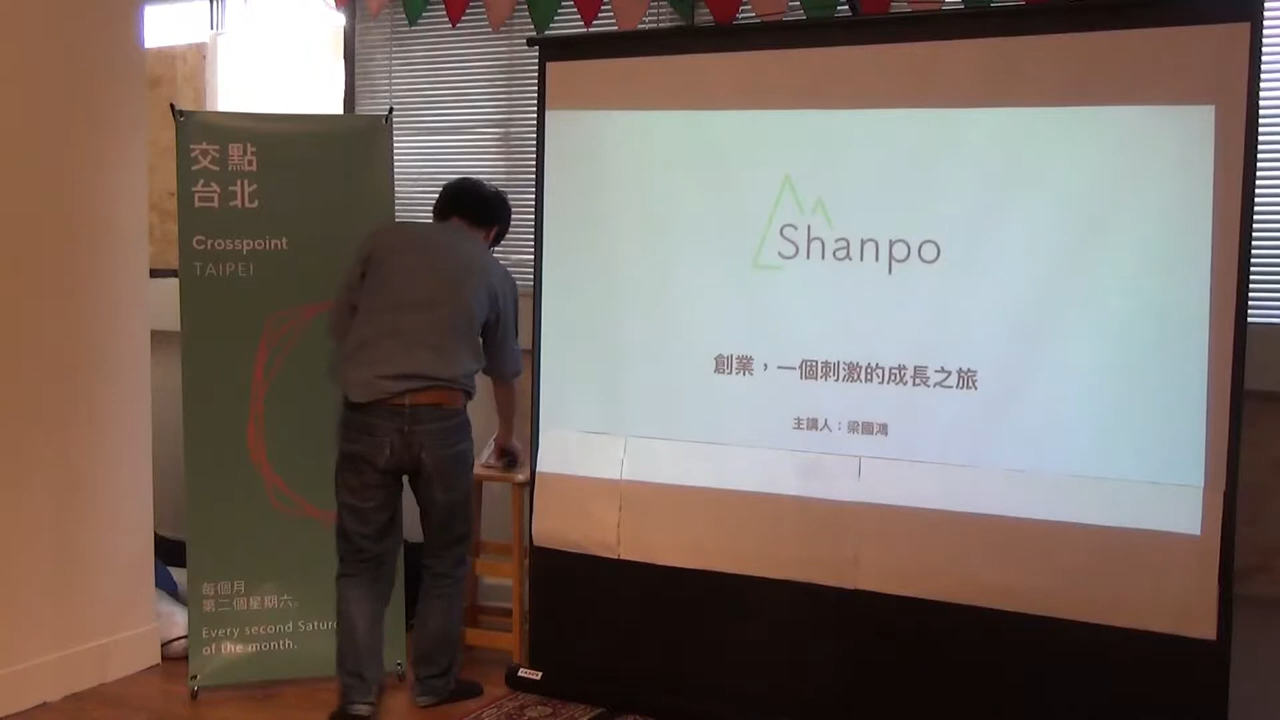 交點
台北
Crosspoint
TAIPEI
每個月
第二個星期六。
Every second Satur
of the month.
Shanpo
創業，一個刺激的成長之旅
主講人：梁國鴻